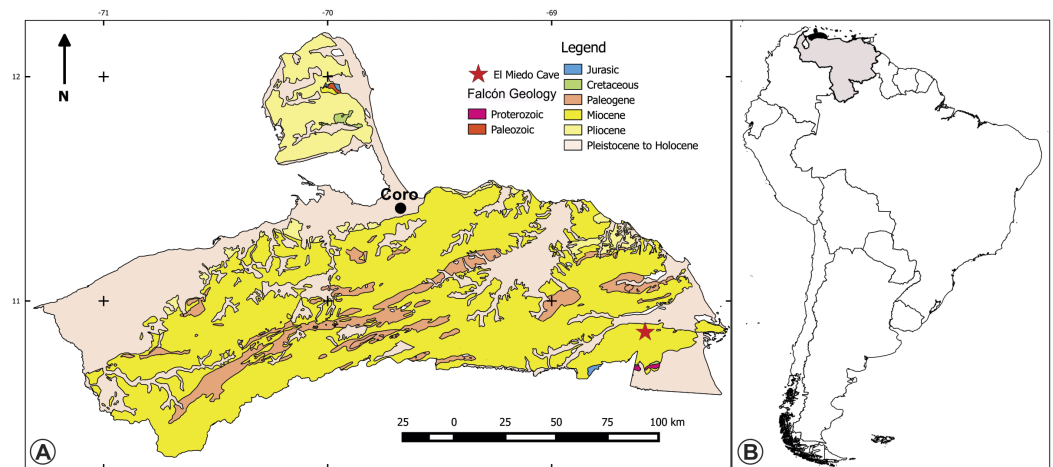 -71
-70
-69
12
11
N
Legend
El Miedo Cave
Falcón Geology
Proterozoic
Paleozoic
Jurasic
Cretaceous
Paleogene
Miocene
Pliocene
Pleistocene to Holocene
Coro
25 0 25 50 75 100 km
A
B